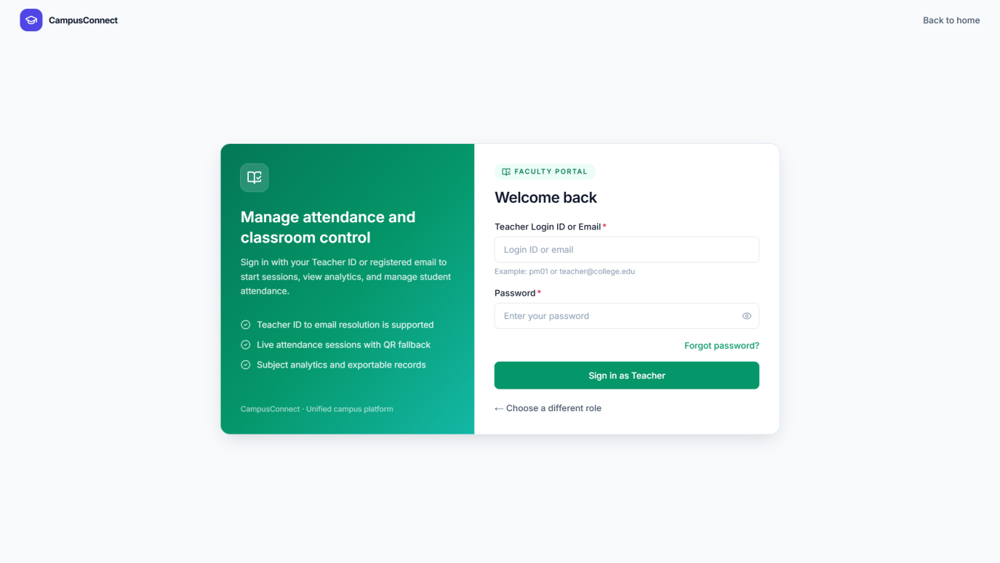 CampusConnect
Back to home
Manage attendance and
classroom control
Sign in with your Teacher ID or registered email to
start sessions, view analytics, and manage student
attendance.
Teacher ID to email resolution is supported
Live attendance sessions with QR fallback
Subject analytics and exportable records
CampusConnect · Unified campus platform
FACULTY PORTAL
Welcome back
Teacher Login ID or Email*
Login ID or email
Example: pm01 or teacher@college.edu
Password*
Enter your password
Forgot password?
Sign in as Teacher
← Choose a different role